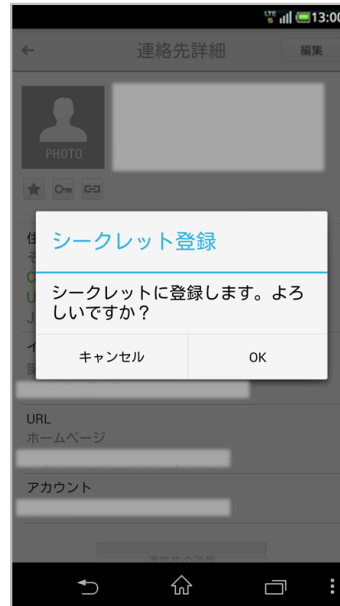 LTE 13:00
連絡先詳細 編集
PHOTO
シークレット登録
シークレットに登録します。よろ
しいですか？
キャンセル OK
URL
ホームページ
アカウント